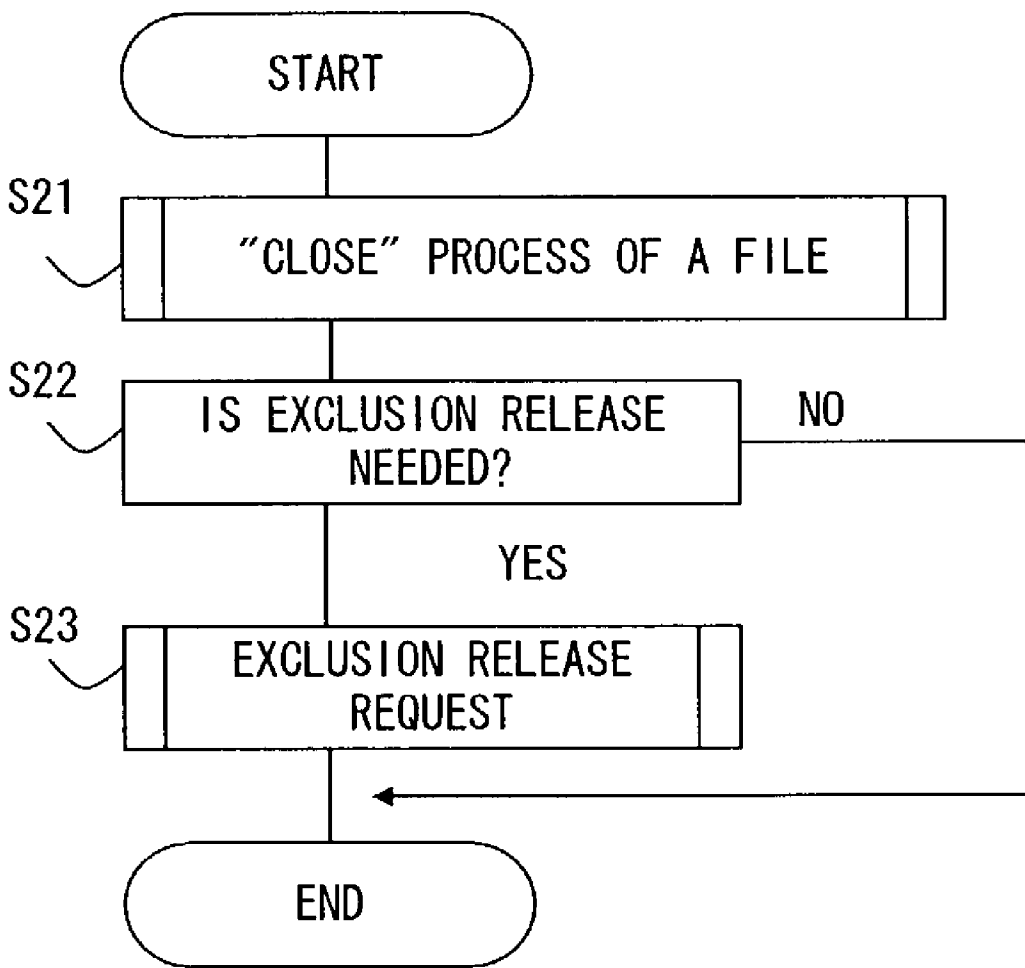 START
S21
"CLOSE" PROCESS OF A FILE
S22
IS EXCLUSION RELEASE
NEEDED?
NO
YES
S23
EXCLUSION RELEASE
REQUEST
END